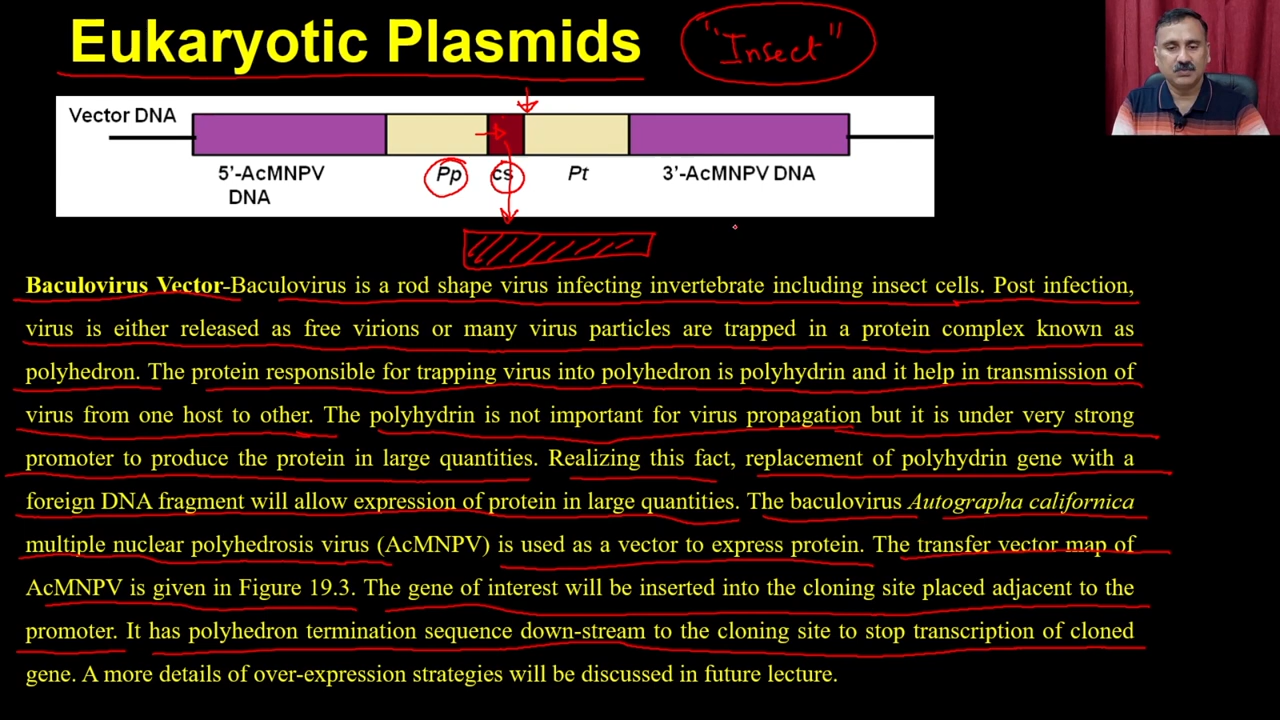 Eukaryotic Plasmids "Insect"
Vector DNA
5’-AcMNPV DNA Pp cs Pt 3’-AcMNPV DNA
Baculovirus Vector-Baculovirus is a rod shape virus infecting invertebrate including insect cells. Post infection,
virus is either released as free virions or many virus particles are trapped in a protein complex known as
polyhedron. The protein responsible for trapping virus into polyhedron is polyhydrin and it help in transmission of
virus from one host to other. The polyhydrin is not important for virus propagation but it is under very strong
promoter to produce the protein in large quantities. Realizing this fact, replacement of polyhydrin gene with a
foreign DNA fragment will allow expression of protein in large quantities. The baculovirus Autographa californica
multiple nuclear polyhedrosis virus (AcMNPV) is used as a vector to express protein. The transfer vector map of
AcMNPV is given in Figure 19.3. The gene of interest will be inserted into the cloning site placed adjacent to the
promoter. It has polyhedron termination sequence down-stream to the cloning site to stop transcription of cloned
gene. A more details of over-expression strategies will be discussed in future lecture.